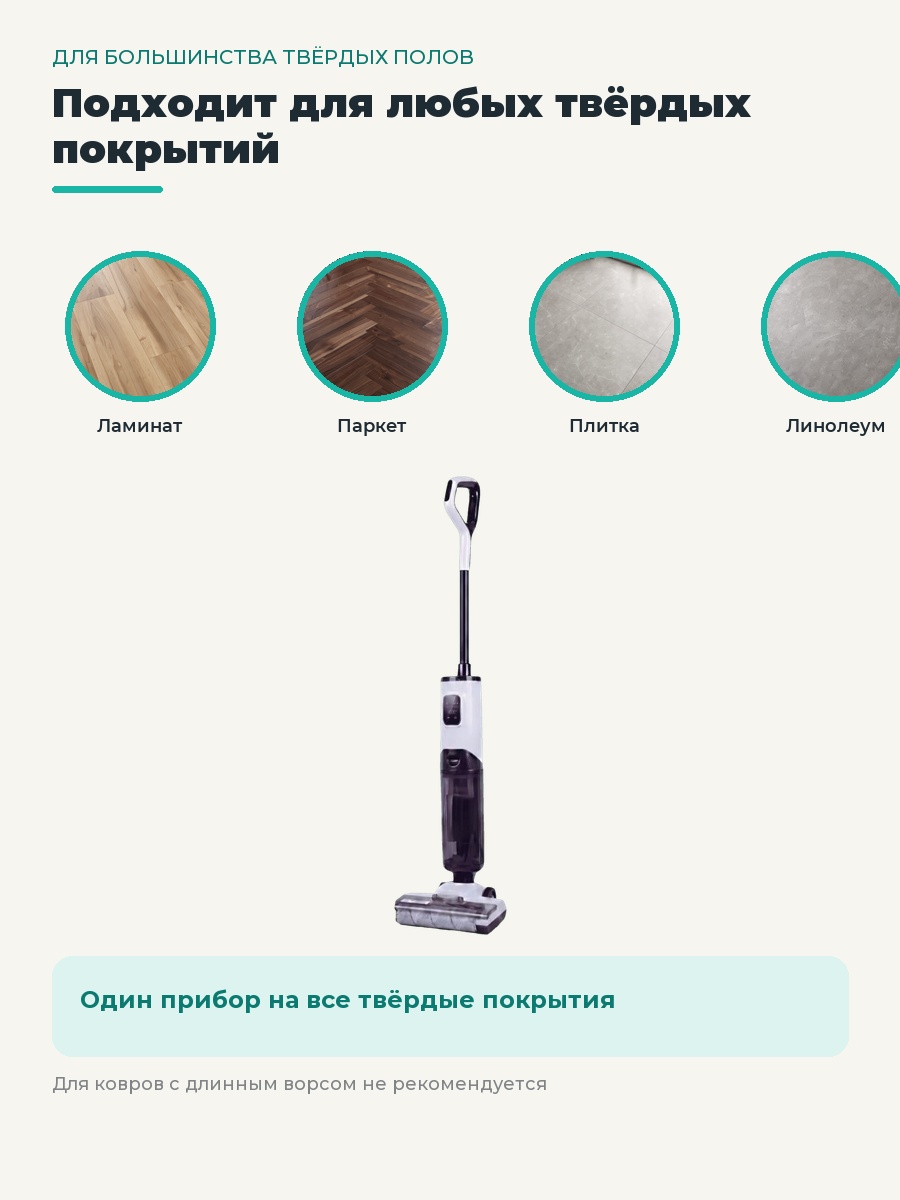 ДЛЯ БОЛЬШИНСТВА ТВЁРДЫХ ПОЛОВ
Подходит для любых твёрдых
покрытий
Ламинат
Паркет
Плитка
Линолеум
Один прибор на все твёрдые покрытия
Для ковров с длинным ворсом не рекомендуется